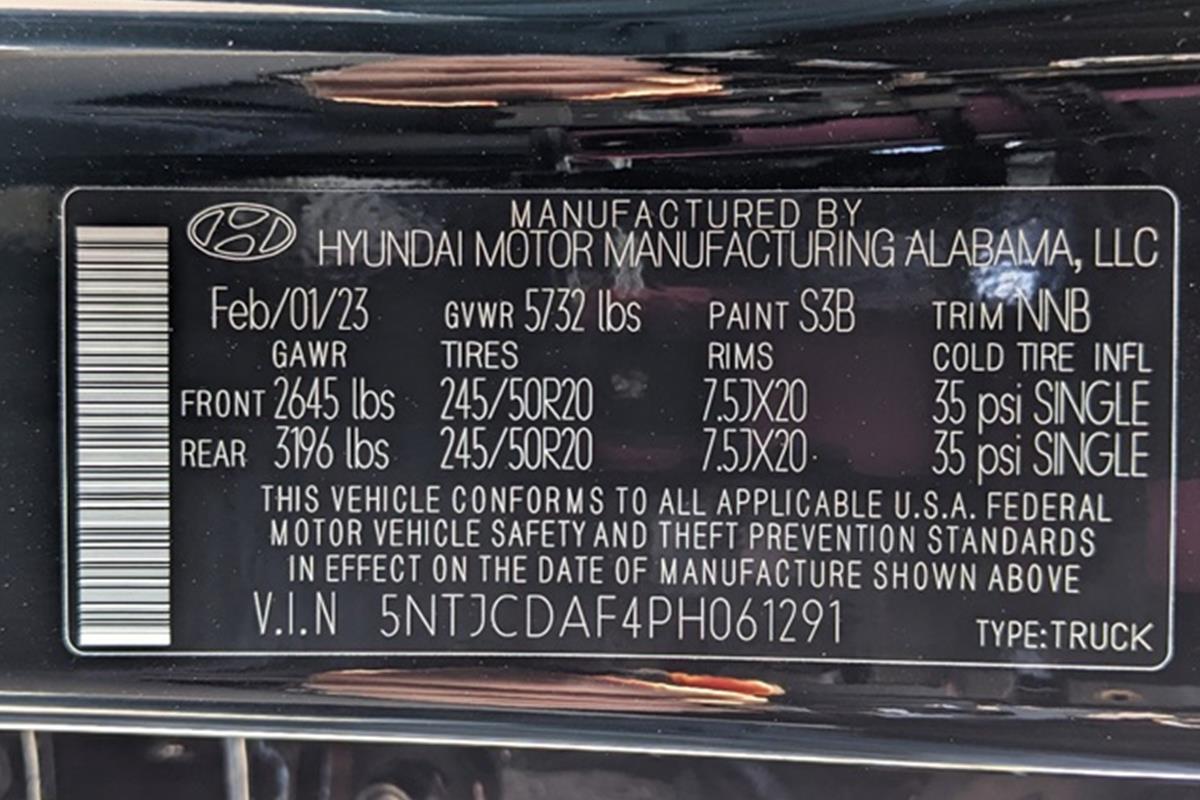 MANUFACTURED BY
HYUNDAI MOTOR MANUFACTURING ALABAMA, LLC
Feb/01/23 GVWR 5732 lbs PAINT S3B TRIM NNB
GAWR TIRES RIMS COLD TIRE INFL
FRONT 2645 lbs 245/50R20 7.5JX20 35 psi SINGLE
REAR 3196 lbs 245/50R20 7.5JX20 35 psi SINGLE
THIS VEHICLE CONFORMS TO ALL APPLICABLE U.S.A. FEDERAL
MOTOR VEHICLE SAFETY AND THEFT PREVENTION STANDARDS
IN EFFECT ON THE DATE OF MANUFACTURE SHOWN ABOVE
V.I.N 5NTJCDAF4PH061291 TYPE:TRUCK